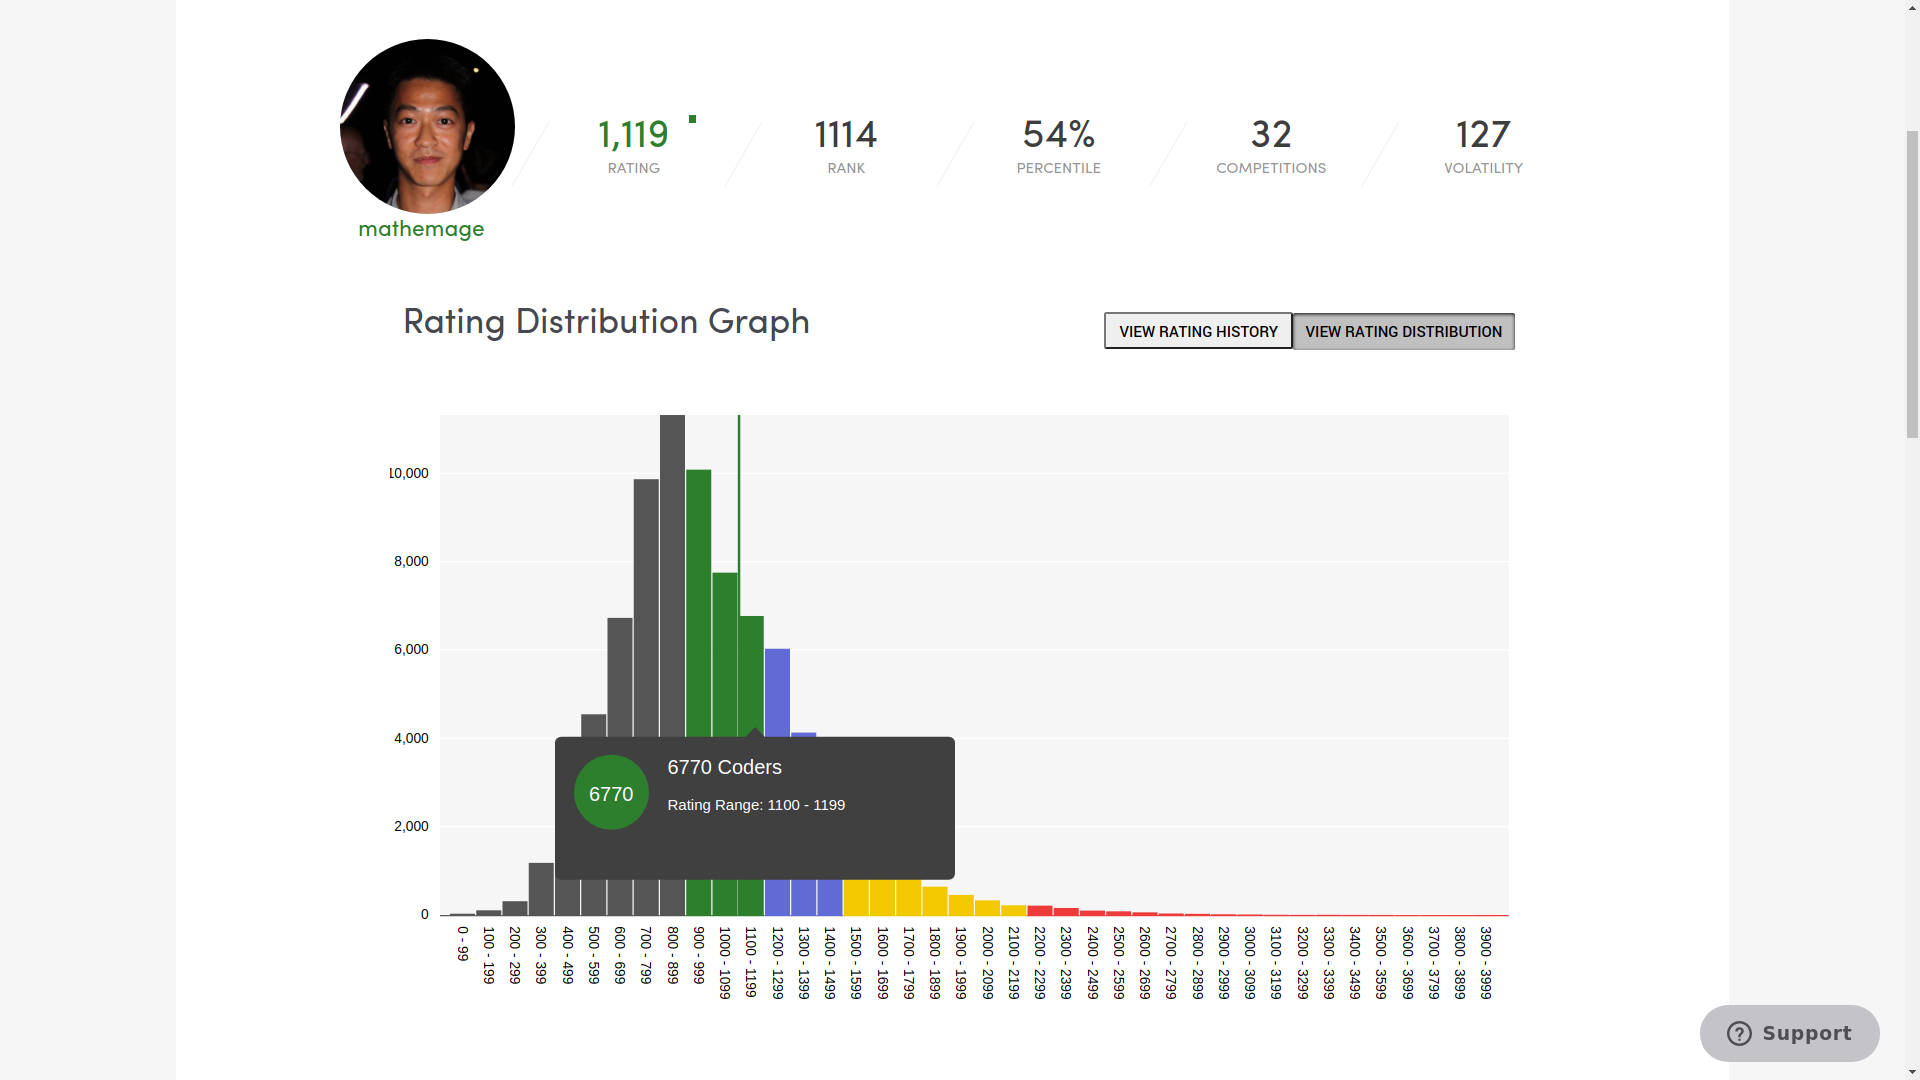 1,119
RATING
1114
RANK
54%
PERCENTILE
32
COMPETITIONS
127
VOLATILITY
mathemage
Rating Distribution Graph
VIEW RATING HISTORY
VIEW RATING DISTRIBUTION
10,000
8,000
6,000
4,000
2,000
0
6770
6770 Coders
Rating Range: 1100 - 1199
0 - 99
100 - 199
200 - 299
300 - 399
400 - 499
500 - 599
600 - 699
700 - 799
800 - 899
900 - 999
1000 - 1099
1100 - 1199
1200 - 1299
1300 - 1399
1400 - 1499
1500 - 1599
1600 - 1699
1700 - 1799
1800 - 1899
1900 - 1999
2000 - 2099
2100 - 2199
2200 - 2299
2300 - 2399
2400 - 2499
2500 - 2599
2600 - 2699
2700 - 2799
2800 - 2899
2900 - 2999
3000 - 3099
3100 - 3199
3200 - 3299
3300 - 3399
3400 - 3499
3500 - 3599
3600 - 3699
3700 - 3799
3800 - 3899
3900 - 3999
Support